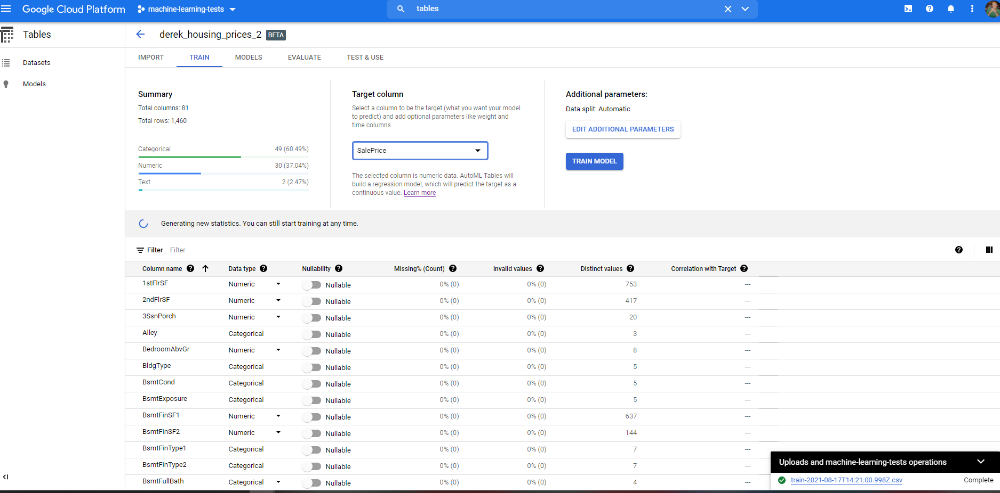 Google Cloud Platform
machine-learning-tests
tables
Tables
derek_housing_prices_2 BETA
Datasets
Models
IMPORT TRAIN MODELS EVALUATE TEST & USE
Summary
Total columns: 81
Total rows: 1,460
Categorical 49 (60.49%)
Numeric 30 (37.04%)
Text 2 (2.47%)
Target column
Select a column to be the target (what you want your model
to predict) and add optional parameters like weight and
time columns
SalePrice
The selected column is numeric data. AutoML Tables will
build a regression model, which will predict the target as a
continuous value. Learn more
Additional parameters:
Data split: Automatic
EDIT ADDITIONAL PARAMETERS
TRAIN MODEL
Generating new statistics. You can still start training at any time.
Filter Filter
Column name Data type Nullability Missing% (Count) Invalid values Distinct values Correlation with Target
1stFlrSF Numeric Nullable 0% (0) 0% (0) 753 ---
2ndFlrSF Numeric Nullable 0% (0) 0% (0) 417 ---
3SsnPorch Numeric Nullable 0% (0) 0% (0) 20 ---
Alley Categorical Nullable 0% (0) 0% (0) 3 ---
BedroomAbvGr Numeric Nullable 0% (0) 0% (0) 8 ---
BldgType Categorical Nullable 0% (0) 0% (0) 5 ---
BsmtCond Categorical Nullable 0% (0) 0% (0) 5 ---
BsmtExposure Categorical Nullable 0% (0) 0% (0) 5 ---
BsmtFinSF1 Numeric Nullable 0% (0) 0% (0) 637 ---
BsmtFinSF2 Numeric Nullable 0% (0) 0% (0) 144 ---
BsmtFinType1 Categorical Nullable 0% (0) 0% (0) 7 ---
BsmtFinType2 Categorical Nullable 0% (0) 0% (0) 7 ---
BsmtFullBath Categorical Nullable 0% (0) 0% (0) 4 ---
Uploads and machine-learning-tests operations
train-2021-08-17T14:21:00.998Z.csv Complete